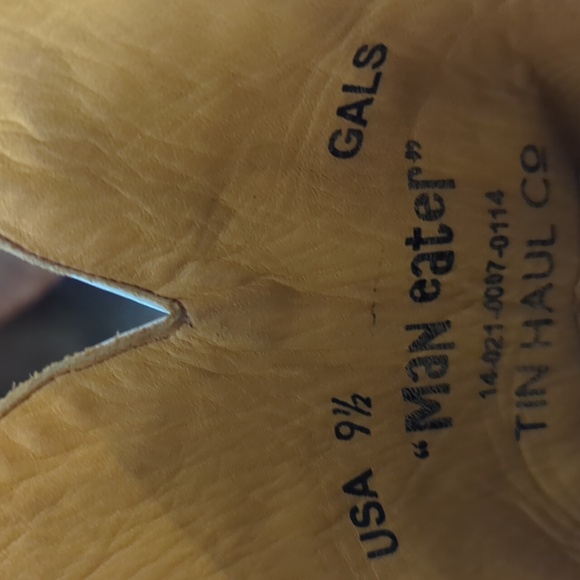 USA 9½ GALS
“MaN eater”
14-021-0007-0114
TIN HAUL CO